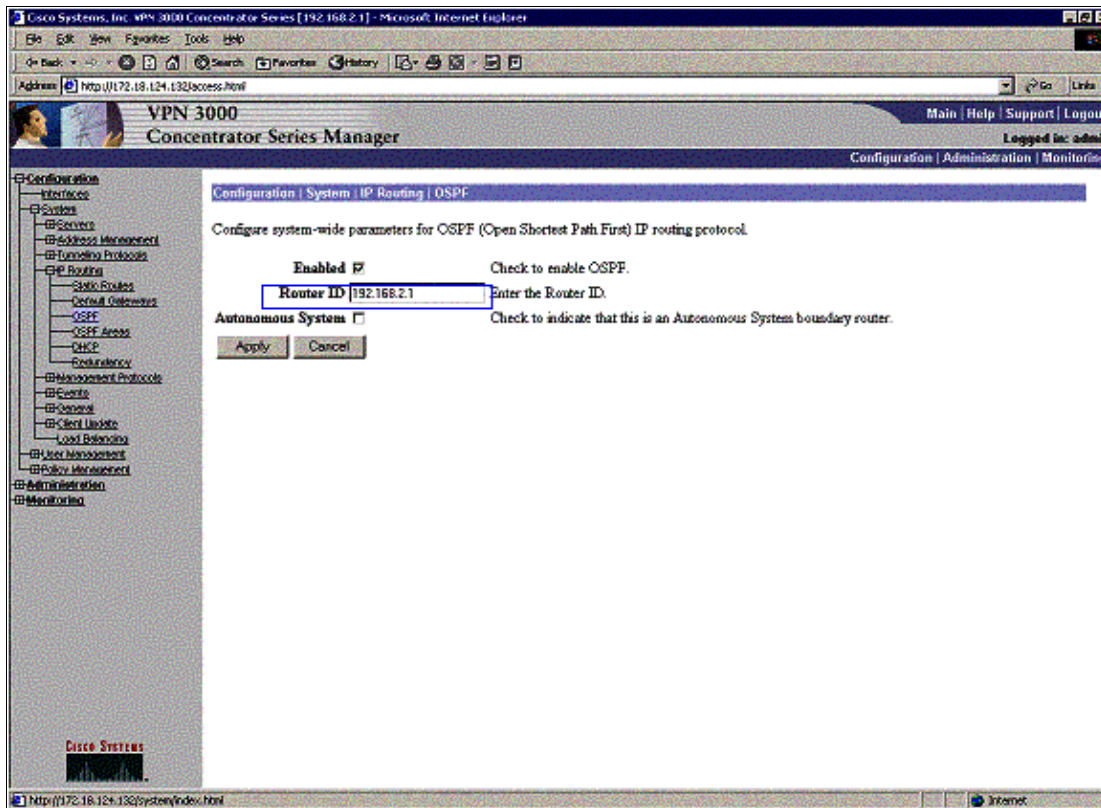 Cisco Systems, Inc. VPN 3000 Concentrator Series [192.168.2.1] - Microsoft Internet Explorer
File Edit View Favorites Tools Help
Back Search Favorites History
Address http://172.18.124.132/access.html Go Links
VPN 3000
Concentrator Series Manager
Main | Help | Support | Logou
Logged in: admi
Configuration | Administration | Monitorin
Configuration
Interfaces
System
Servers
Address Management
Tunneling Protocols
IP Routing
Static Routes
Default Gateways
OSPF
OSPF Areas
DHCP
Redundancy
Management Protocols
Events
General
Client Update
Load Balancing
User Management
Policy Management
Administration
Monitoring
Configuration | System | IP Routing | OSPF
Configure system-wide parameters for OSPF (Open Shortest Path First) IP routing protocol.
Enabled Check to enable OSPF.
Router ID 192.168.2.1 Enter the Router ID.
Autonomous System Check to indicate that this is an Autonomous System boundary router.
Apply Cancel
CISCO SYSTEMS
http://172.18.124.132/system/index.html Internet